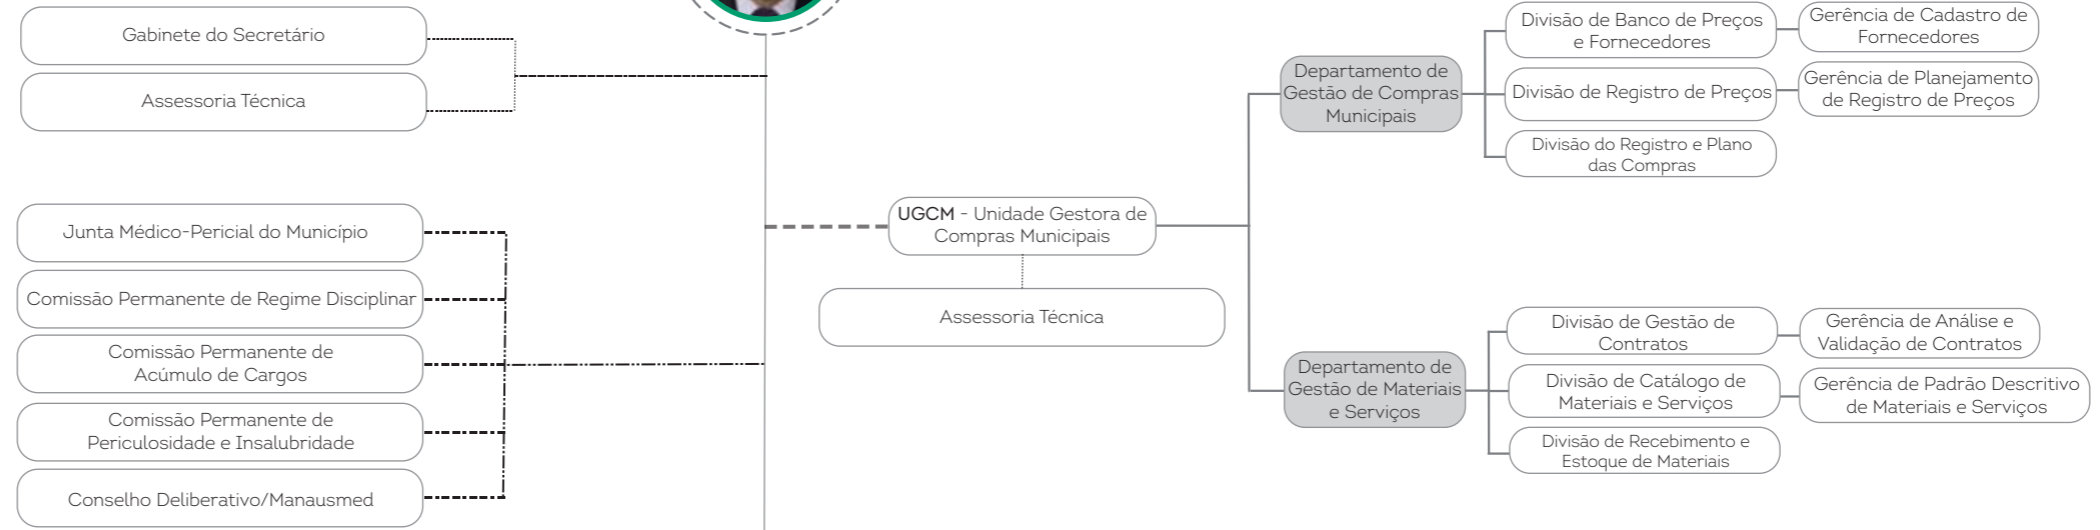 Gabinete do Secretário
Assessoria Técnica
Junta Médico-Pericial do Município
Comissão Permanente de Regime Disciplinar
Comissão Permanente de
Acúmulo de Cargos
Comissão Permanente de
Periculosidade e Insalubridade
Conselho Deliberativo/Manausmed
UGCM - Unidade Gestora de
Compras Municipais
Assessoria Técnica
Departamento de
Gestão de Compras
Municipais
Divisão de Banco de Preços
e Fornecedores
Gerência de Cadastro de
Fornecedores
Divisão de Registro de Preços
Gerência de Planejamento
de Registro de Preços
Divisão do Registro e Plano
das Compras
Departamento de
Gestão de Materiais
e Serviços
Divisão de Gestão de
Contratos
Gerência de Análise e
Validação de Contratos
Divisão de Catálogo de
Materiais e Serviços
Gerência de Padrão Descritivo
de Materiais e Serviços
Divisão de Recebimento e
Estoque de Materiais